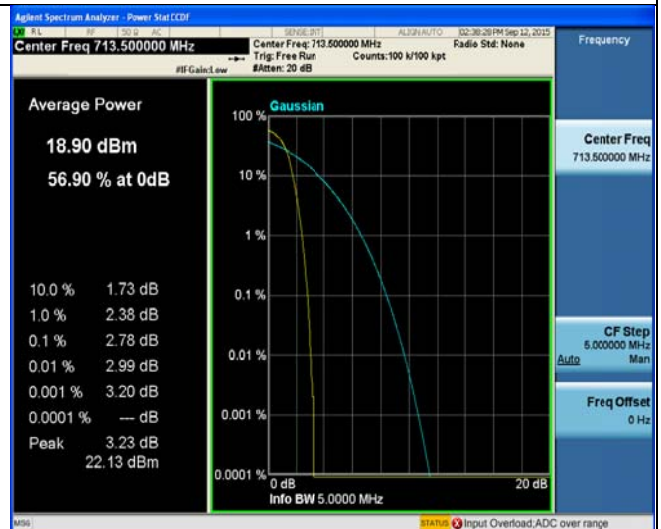 Agilent Spectrum Analyzer - Power Stat CCDF
RL RF 50 Ω AC SENSE:INT ALIGN AUTO 02:38:28 PM Sep 12, 2015
Center Freq 713.500000 MHz
Center Freq: 713.500000 MHz Radio Std: None
Trig: Free Run Counts:100 k/100 kpt
#IFGain:Low #Atten: 20 dB
Frequency
Average Power
18.90 dBm
56.90 % at 0dB
10.0 % 1.73 dB
1.0 % 2.38 dB
0.1 % 2.78 dB
0.01 % 2.99 dB
0.001 % 3.20 dB
0.0001 % --- dB
Peak 3.23 dB
22.13 dBm
Gaussian
100 %
10 %
1 %
0.1 %
0.01 %
0.001 %
0.0001 %
0 dB 20 dB
Info BW 5.0000 MHz
Center Freq
713.500000 MHz
CF Step
5.000000 MHz
Auto Man
Freq Offset
0 Hz
MSG STATUS Input Overload;ADC over range